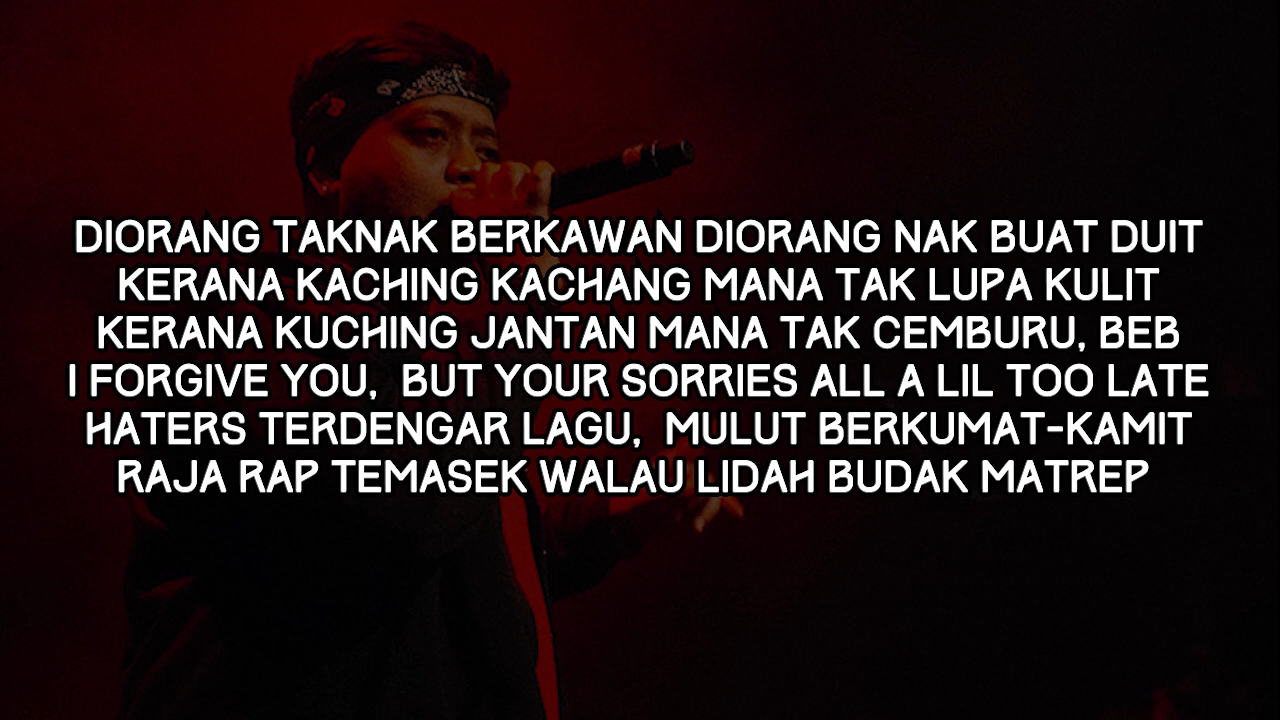 DIORANG TAKNAK BERKAWAN DIORANG NAK BUAT DUIT
KERANA KACHING KACHANG MANA TAK LUPA KULIT
KERANA KUCHING JANTAN MANA TAK CEMBURU, BEB
I FORGIVE YOU, BUT YOUR SORRIES ALL A LIL TOO LATE
HATERS TERDENGAR LAGU, MULUT BERKUMAT-KAMIT
RAJA RAP TEMASEK WALAU LIDAH BUDAK MATREP